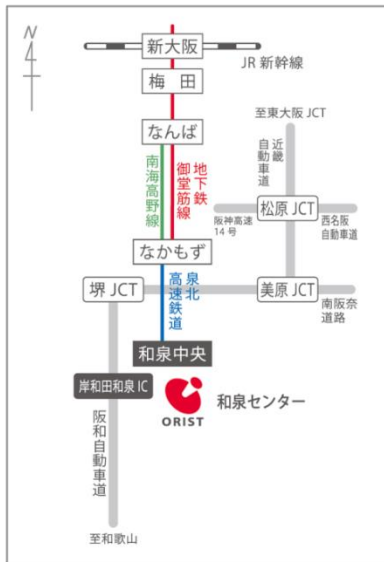 N
新大阪
JR 新幹線
梅 田
至東大阪 JCT
なんば
近畿
自動車道
南海高野線
地下鉄
御堂筋線
松原 JCT
阪神高速
14 号
西名阪
自動車道
なかもず
堺 JCT
泉北
高速鉄道
美原 JCT
南阪奈
道路
和泉中央
岸和田和泉 IC
ORIST
和泉センター
阪和自動車道
至和歌山